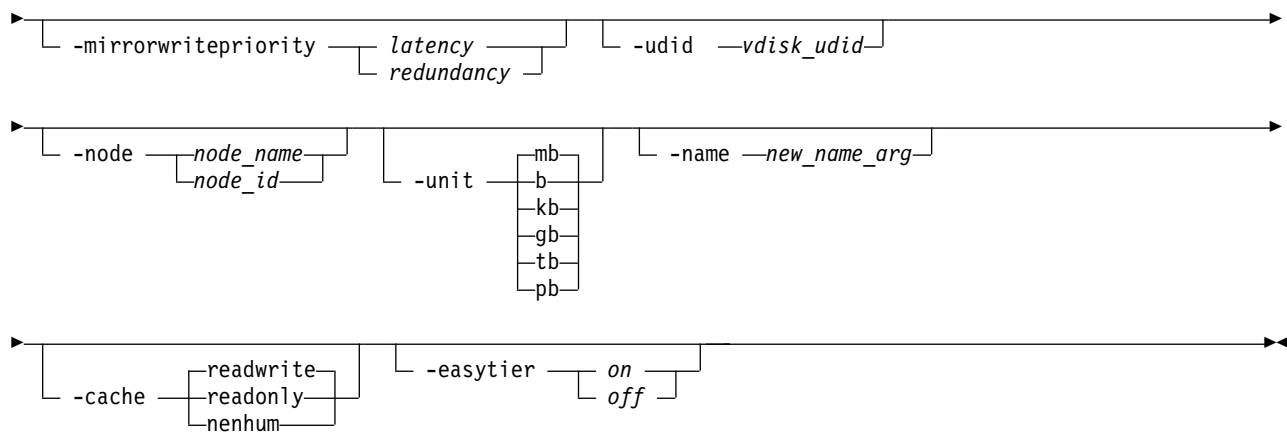 -mirrorwritepriority latency -udid vdisk_udid
redundancy
-node node_name -unit mb -name new_name_arg
node_id b
kb
gb
tb
pb
-cache readwrite -easytier on
readonly off
nenhum